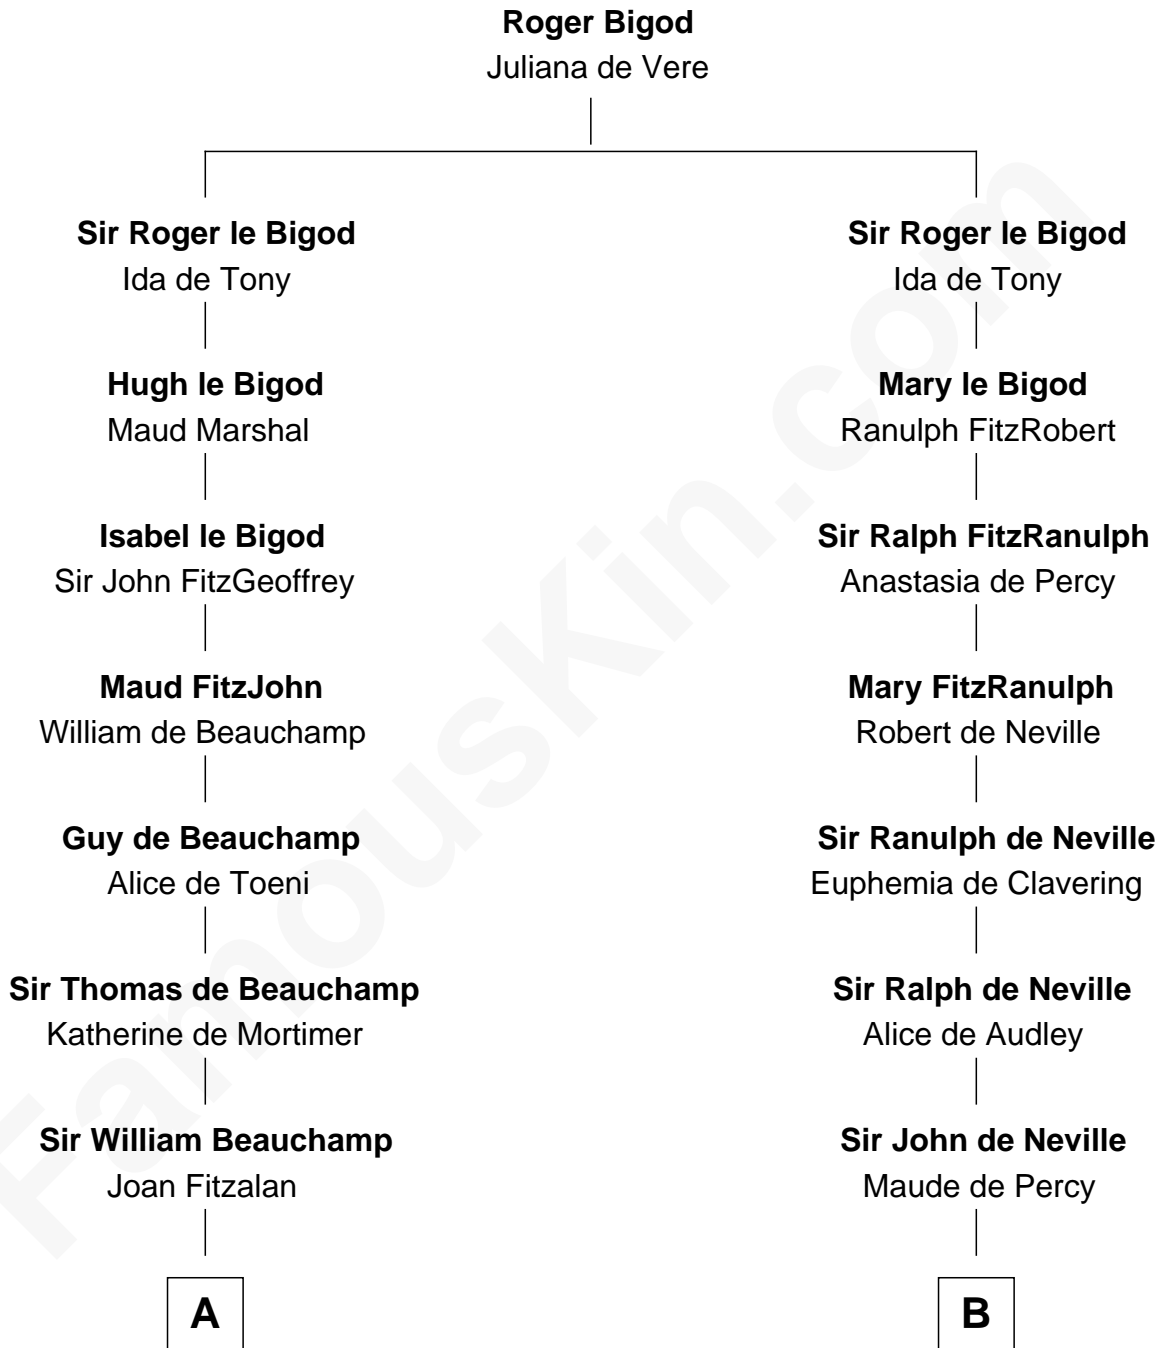 Roger Bigod
Juliana de Vere
Sir Roger le Bigod
Ida de Tony
Sir Roger le Bigod
Ida de Tony
Hugh le Bigod
Maud Marshal
Mary le Bigod
Ranulph FitzRobert
Isabel le Bigod
Sir John FitzGeoffrey
Sir Ralph FitzRanulph
Anastasia de Percy
Maud FitzJohn
William de Beauchamp
Mary FitzRanulph
Robert de Neville
Guy de Beauchamp
Alice de Toeni
Sir Ranulph de Neville
Euphemia de Clavering
Sir Thomas de Beauchamp
Katherine de Mortimer
Sir Ralph de Neville
Alice de Audley
Sir William Beauchamp
Joan Fitzalan
Sir John de Neville
Maude de Percy
A
B
FamousKin.com